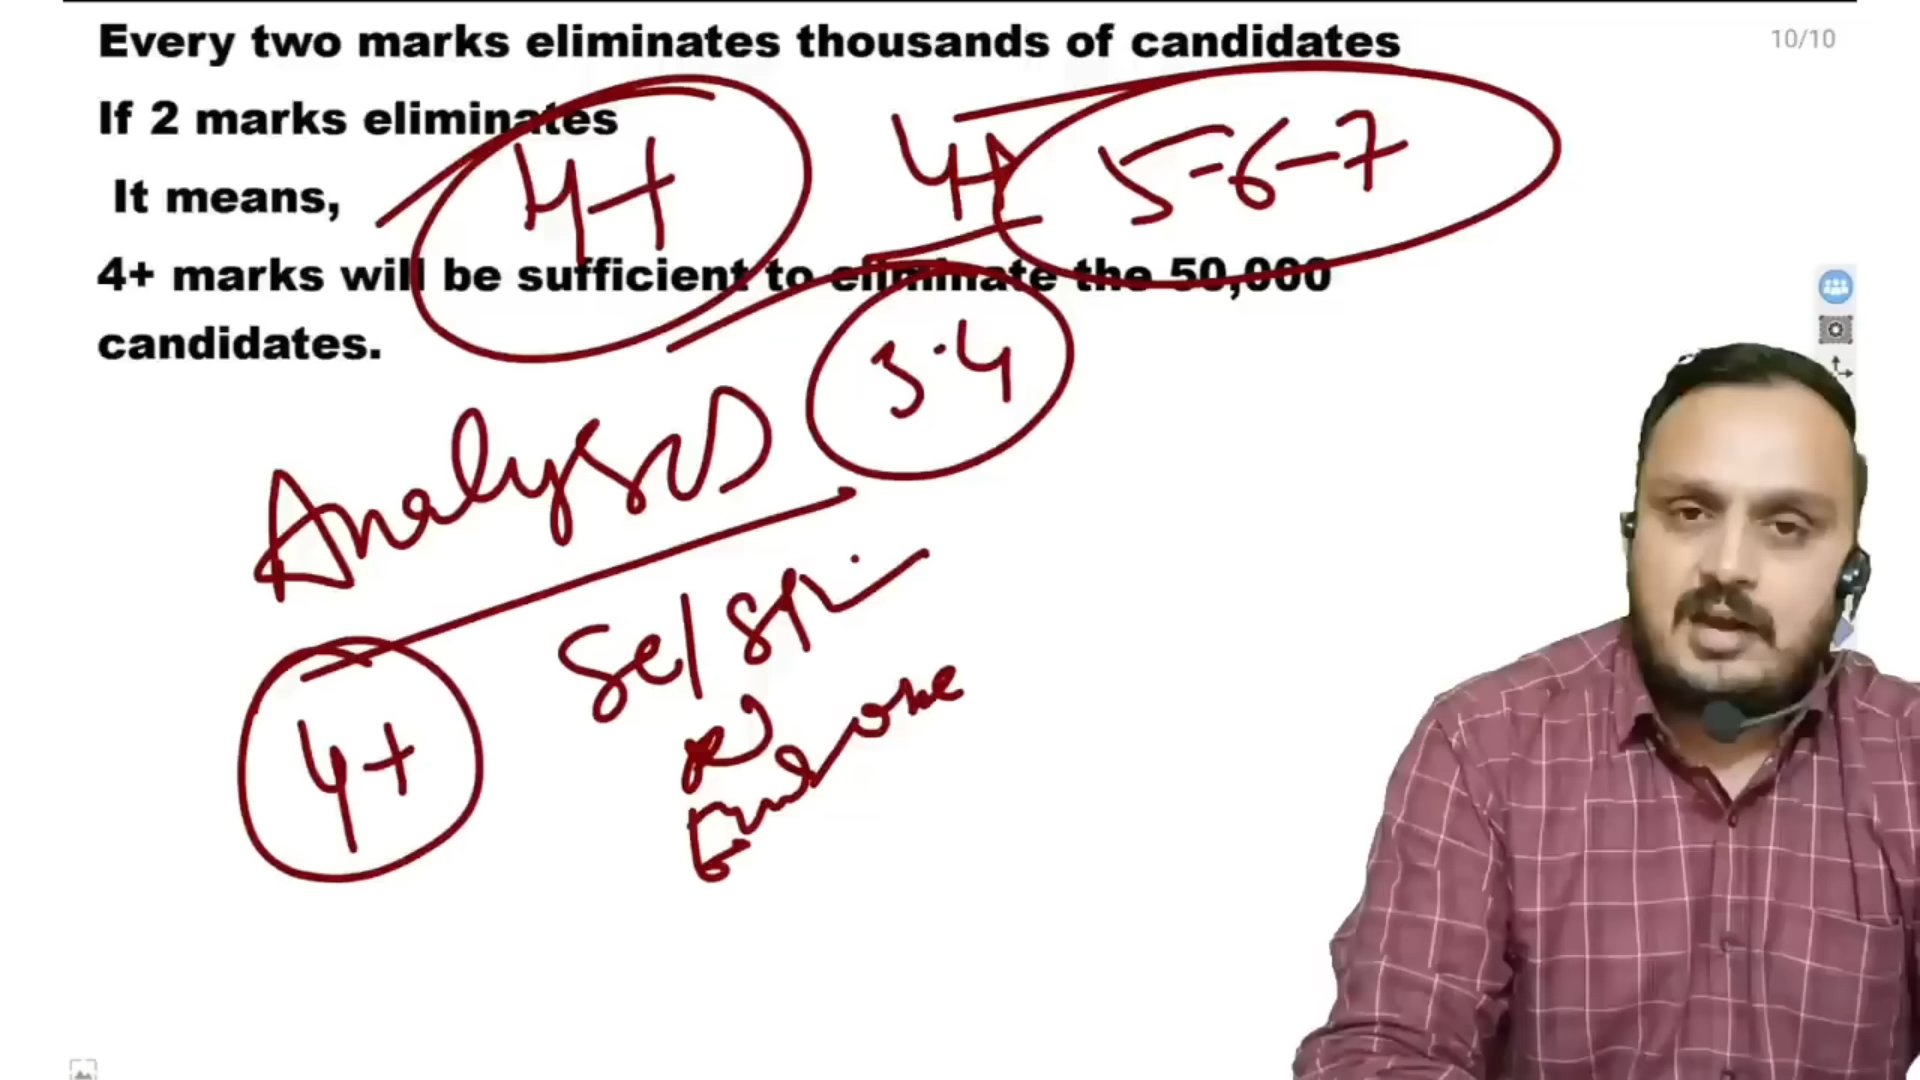 Every two marks eliminates thousands of candidates
10/10
If 2 marks eliminates
It means,
4+ 4+ 5-6-7
4+ marks will be sufficient to eliminate the 50,000
candidates.
3.4
Analysis
4+
one